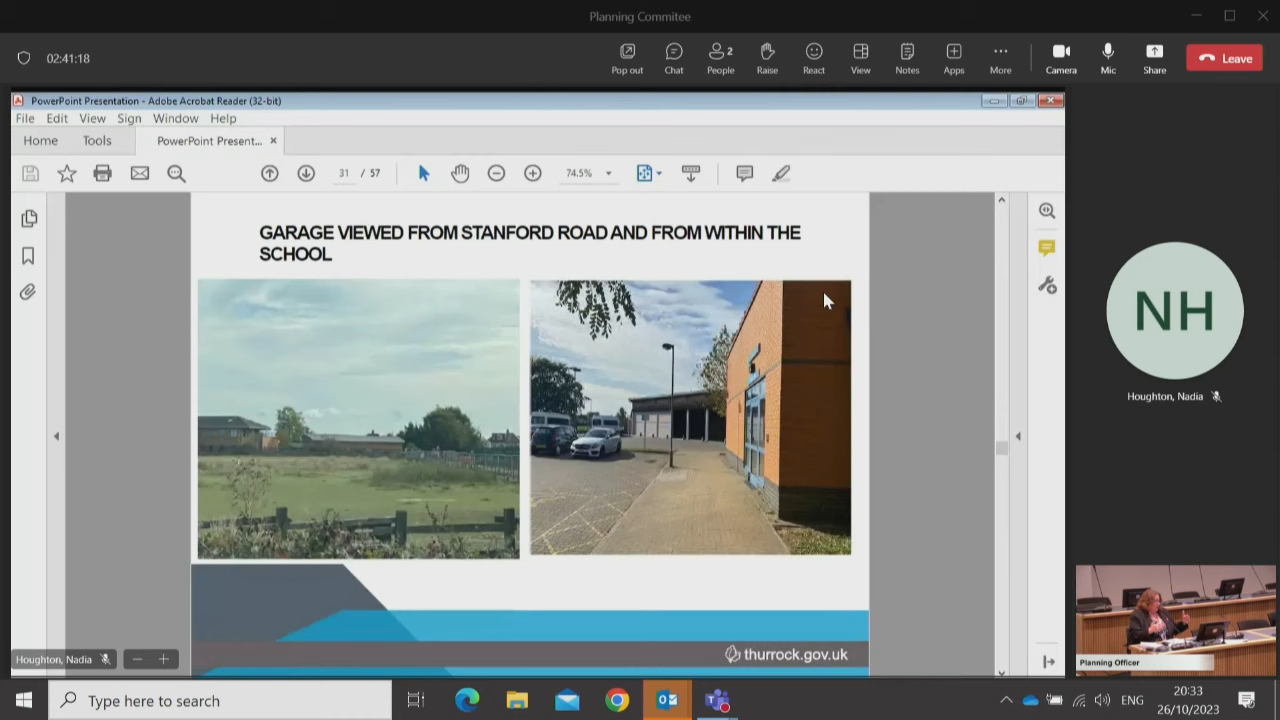 Planning Commitee
02:41:18
Pop out
Chat
2
People
Raise
React
View
Notes
Apps
More
Camera
Mic
Share
Leave
PowerPoint Presentation - Adobe Acrobat Reader (32-bit)
File Edit View Sign Window Help
Home Tools PowerPoint Present...
31 / 57
74.5%
GARAGE VIEWED FROM STANFORD ROAD AND FROM WITHIN THE
SCHOOL
NH
Houghton, Nadia
thurrock.gov.uk
Houghton, Nadia
Planning Officer
Type here to search
ENG
20:33
26/10/2023